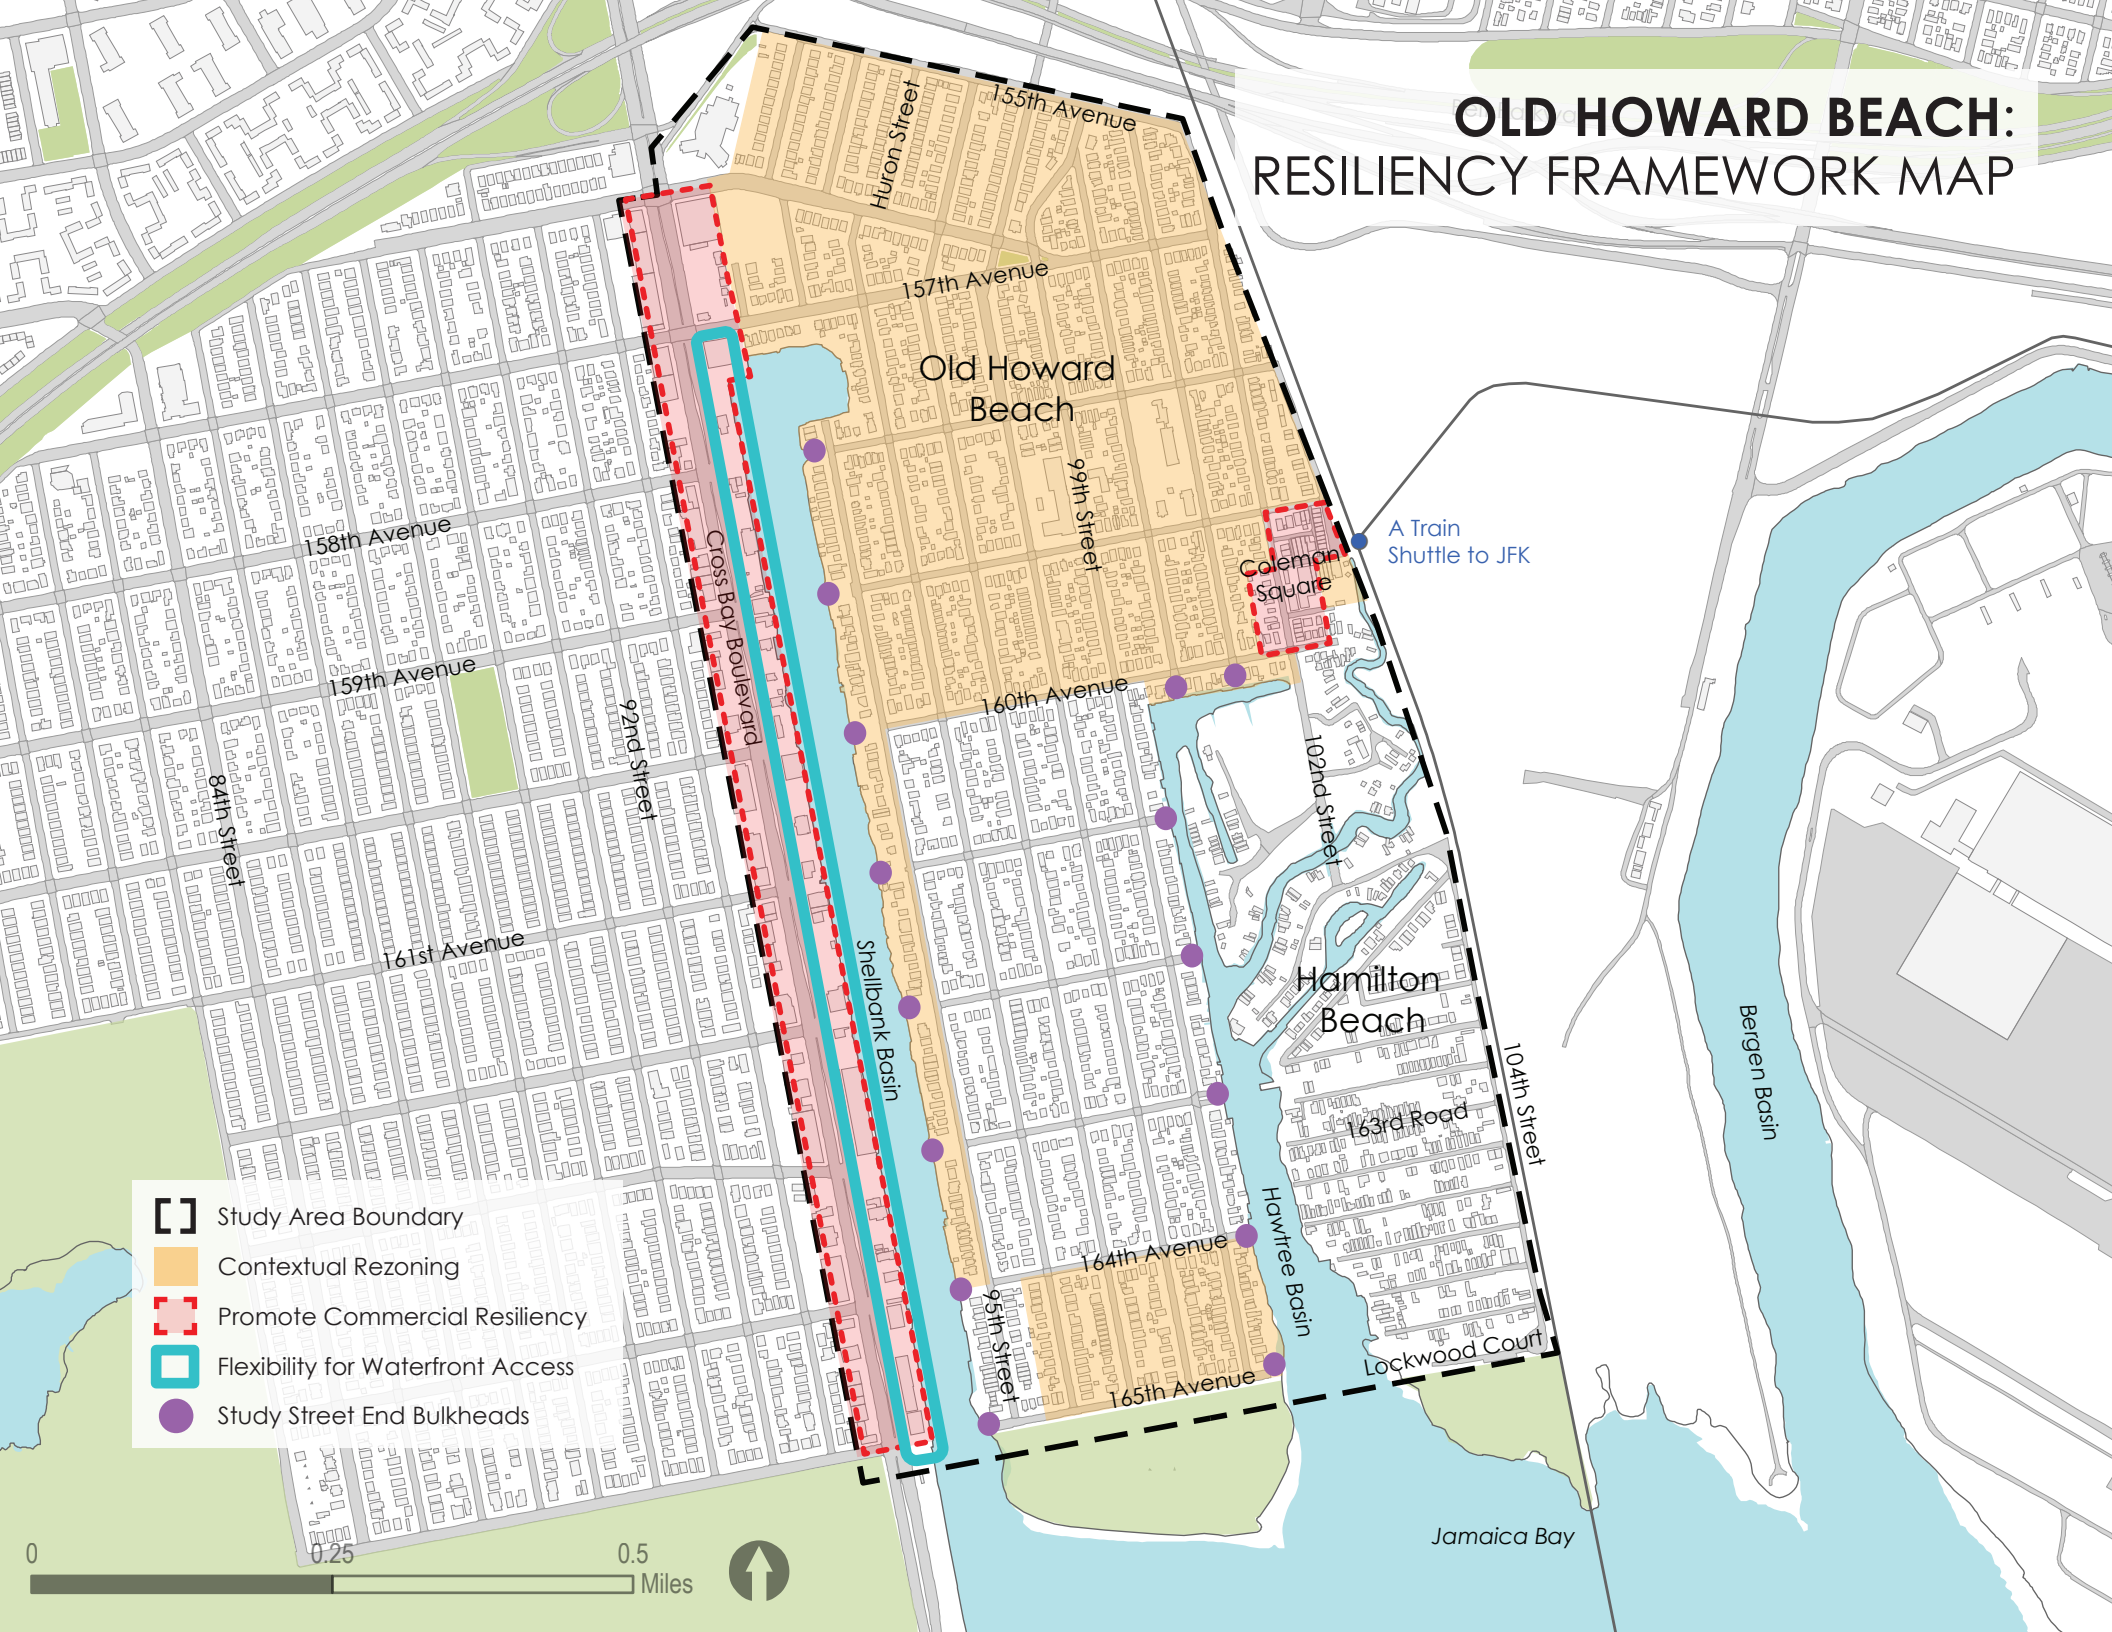 OLD HOWARD BEACH:
RESILIENCY FRAMEWORK MAP
155th Avenue
Huron Street
157th Avenue
Old Howard
Beach
99th Street
A Train
Shuttle to JFK
Coleman
Square
158th Avenue
Cross Bay Boulevard
159th Avenue
92nd Street
160th Avenue
102nd Street
84th Street
161st Avenue
Shellbank Basin
Hamilton
Beach
Bergen Basin
104th Street
163rd Road
Hawtree Basin
164th Avenue
95th Street
Lockwood Court
165th Avenue
Study Area Boundary
Contextual Rezoning
Promote Commercial Resiliency
Flexibility for Waterfront Access
Study Street End Bulkheads
Jamaica Bay
0
0.25
0.5
Miles